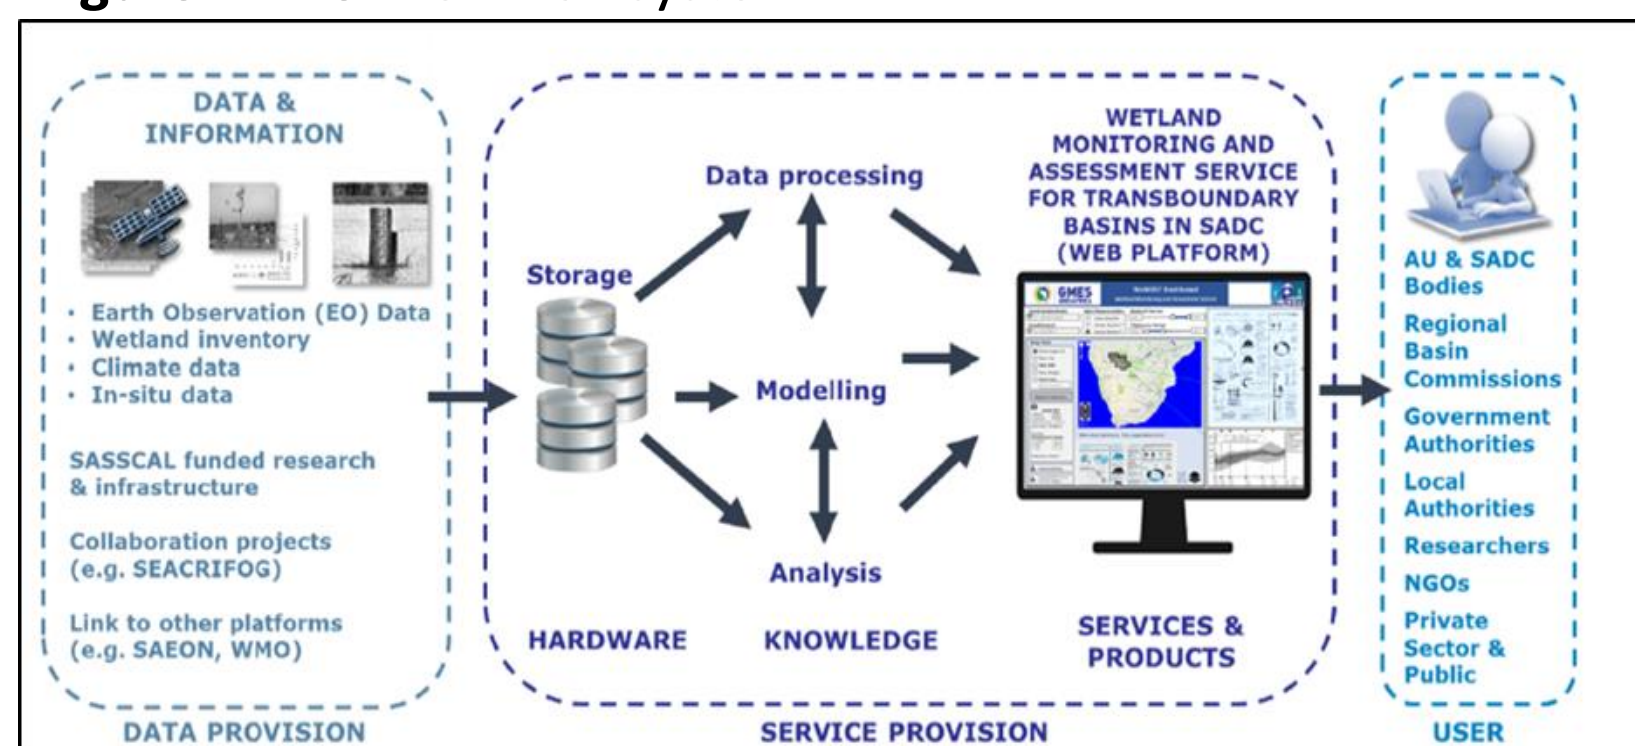 DATA &
INFORMATION
• Earth Observation (EO) Data
• Wetland inventory
• Climate data
• In-situ data
SASSCAL funded research
& infrastructure
Collaboration projects
(e.g. SEACRIFOG)
Link to other platforms
(e.g. SAEON, WMO)
DATA PROVISION
Storage
Data processing
Modelling
Analysis
HARDWARE
KNOWLEDGE
WETLAND
MONITORING AND
ASSESSMENT SERVICE
FOR TRANSBOUNDARY
BASINS IN SADC
(WEB PLATFORM)
GMES
SERVICES &
PRODUCTS
SERVICE PROVISION
AU & SADC
Bodies
Regional
Basin
Commissions
Government
Authorities
Local
Authorities
Researchers
NGOs
Private
Sector &
Public
USER